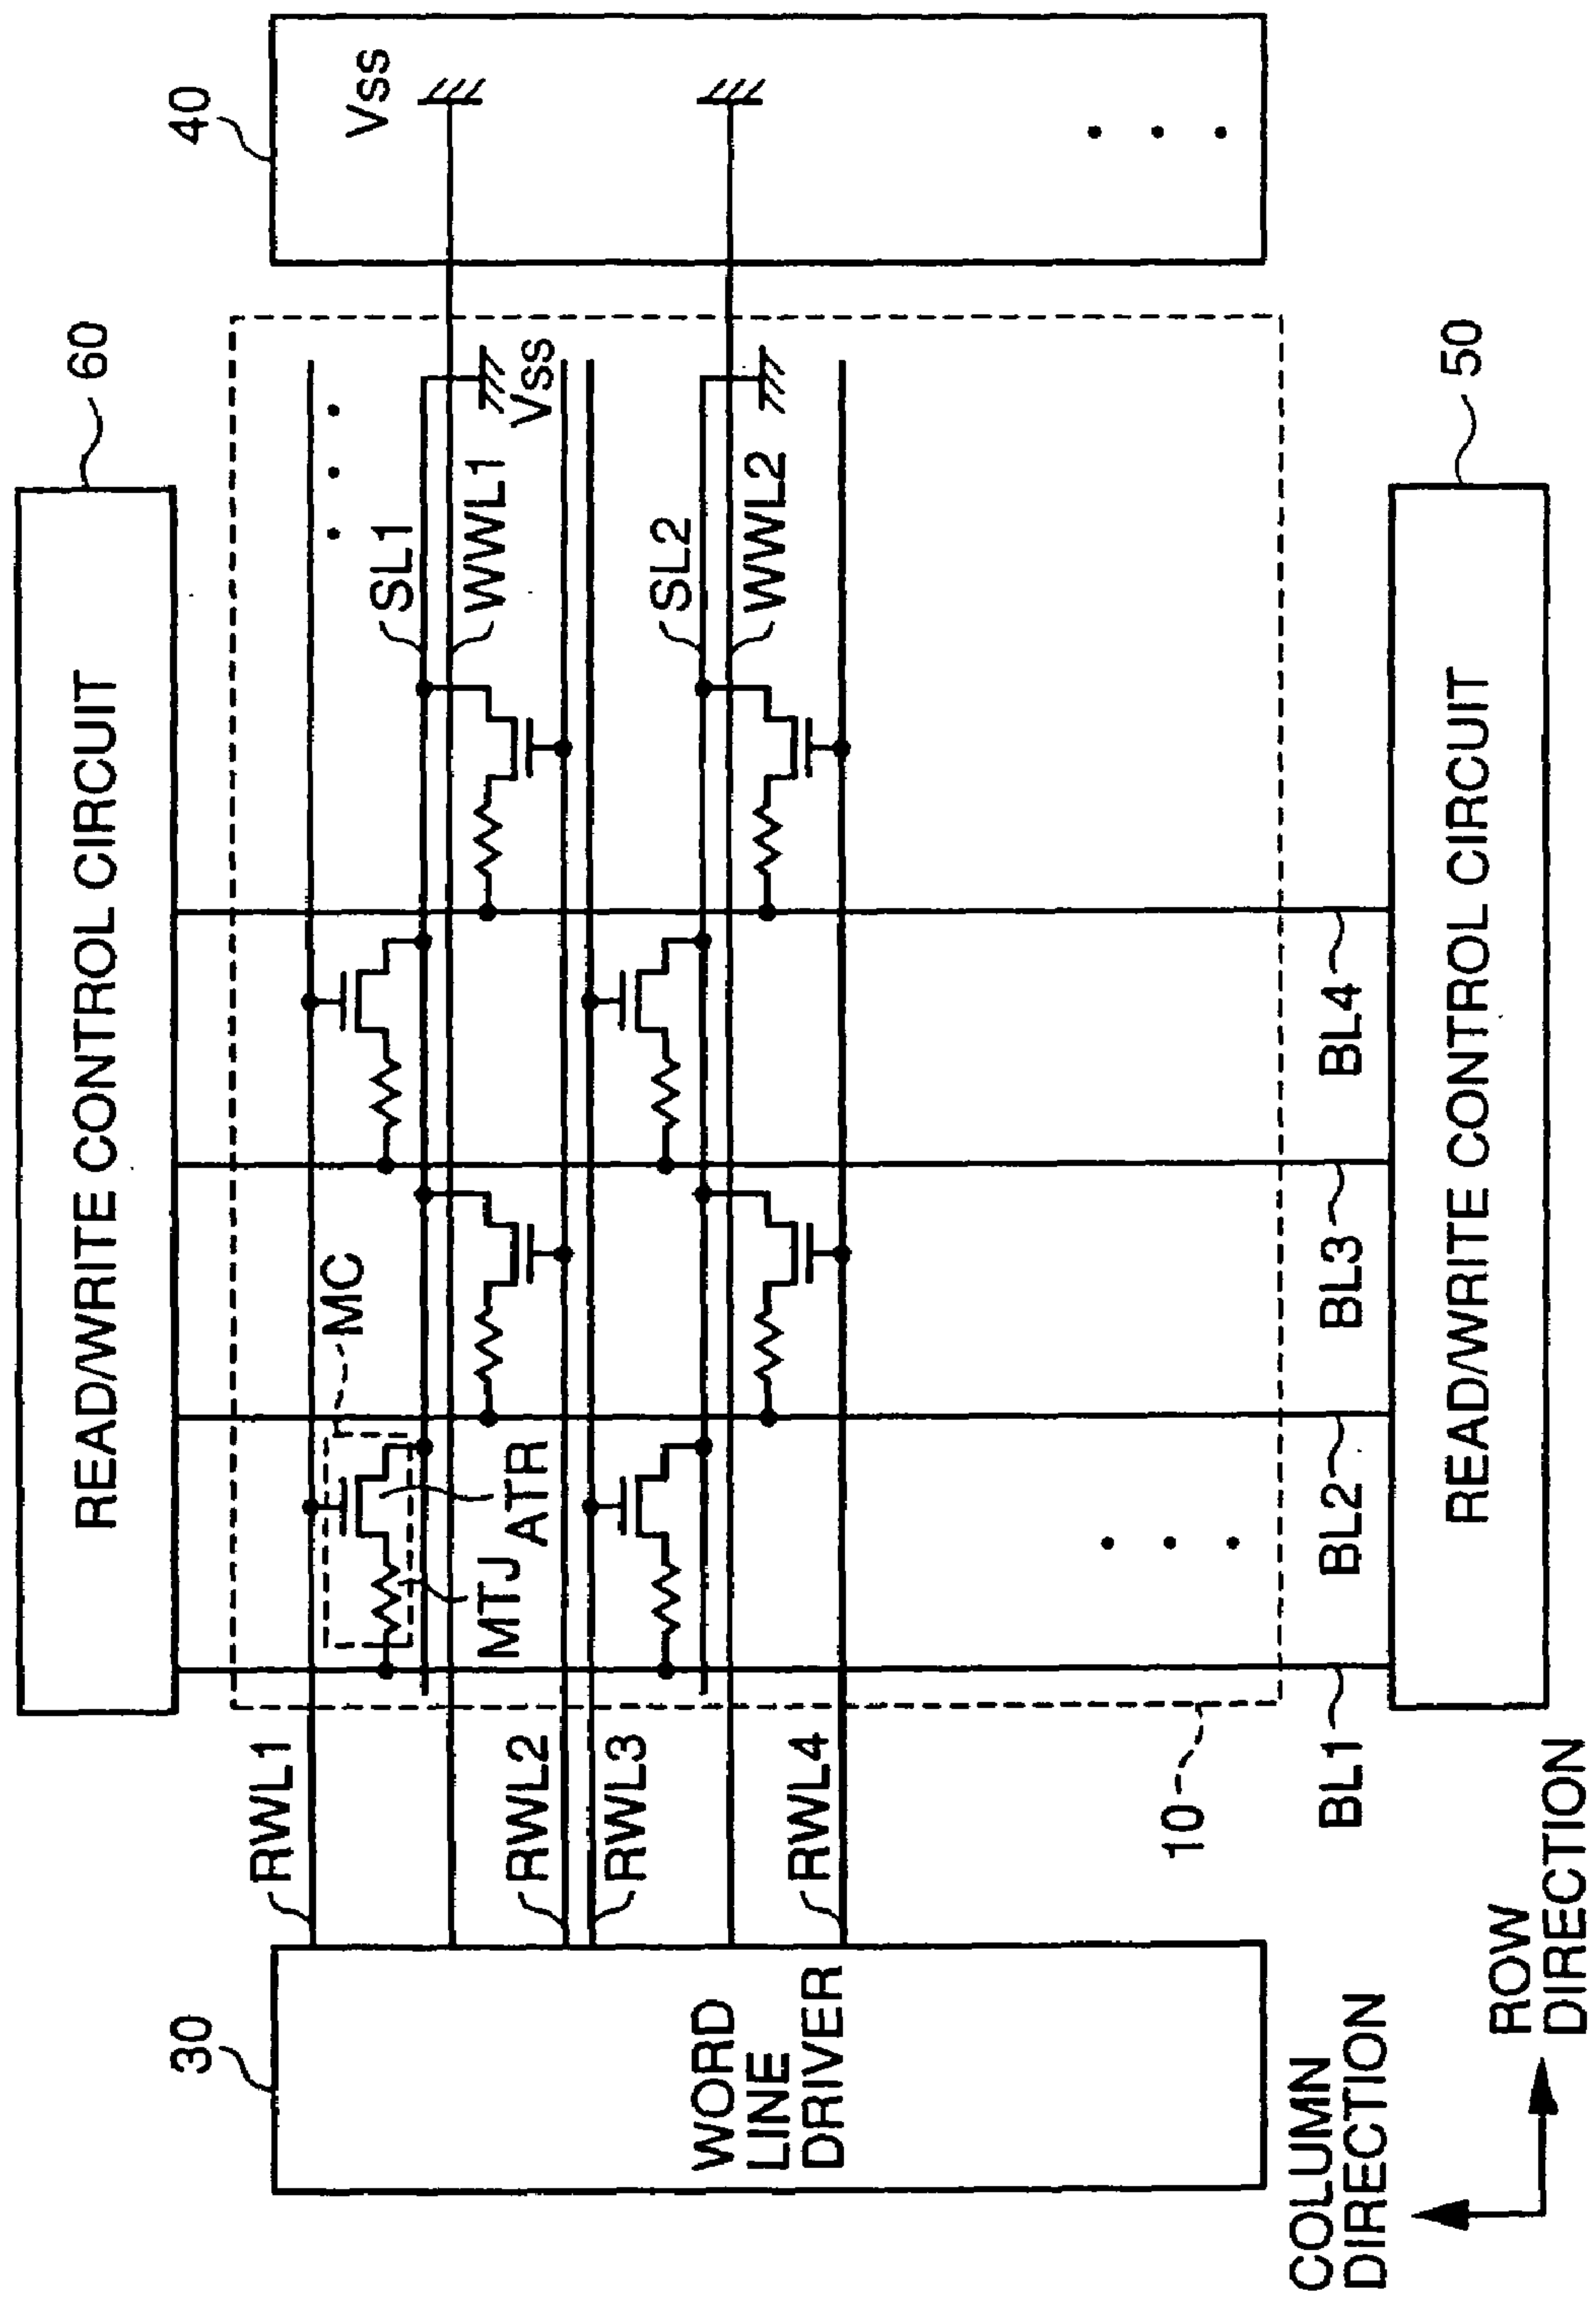 60
READ/WRITE CONTROL CIRCUIT
30
WORD
LINE
DRIVER
40
Vss
RWL1
MC
SL1
WWL1
Vss
MTJ
ATR
RWL2
RWL3
SL2
WWL2
RWL4
10
BL1
BL2
BL3
BL4
50
READ/WRITE CONTROL CIRCUIT
COLUMN
DIRECTION
ROW
DIRECTION